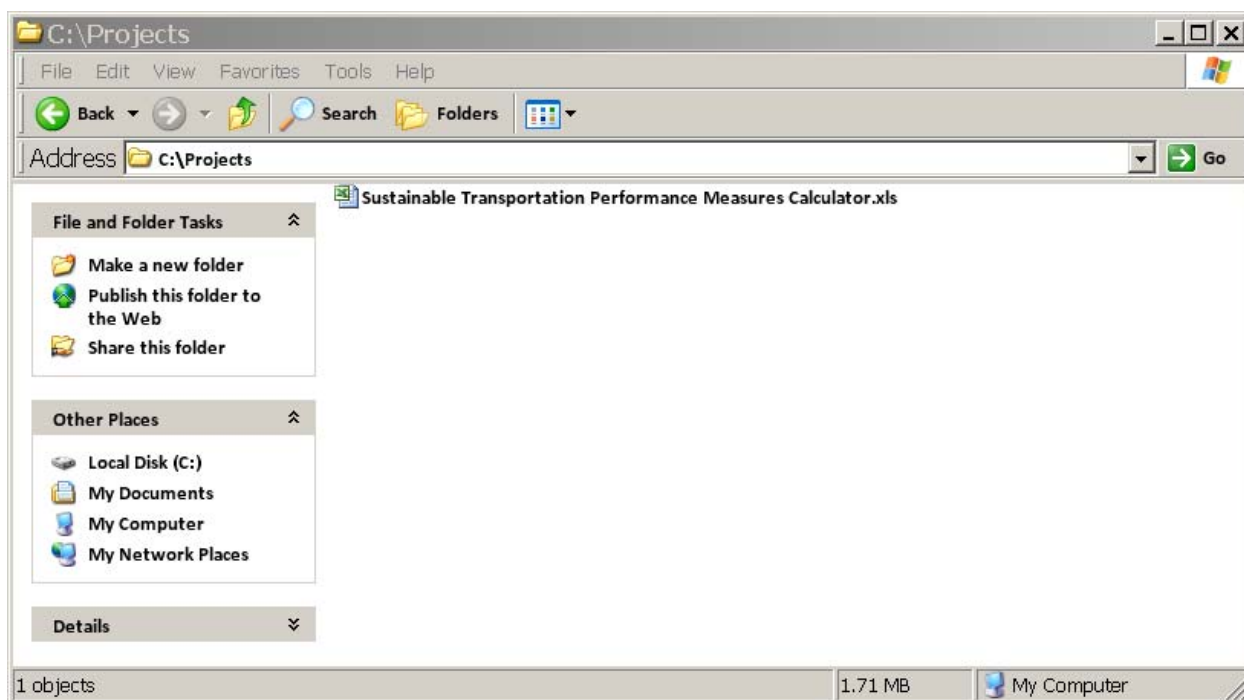 C:\Projects
File Edit View Favorites Tools Help
Back Search Folders
Address C:\Projects Go
Sustainable Transportation Performance Measures Calculator.xls
File and Folder Tasks
Make a new folder
Publish this folder to
the Web
Share this folder
Other Places
Local Disk (C:)
My Documents
My Computer
My Network Places
Details
1 objects 1.71 MB My Computer